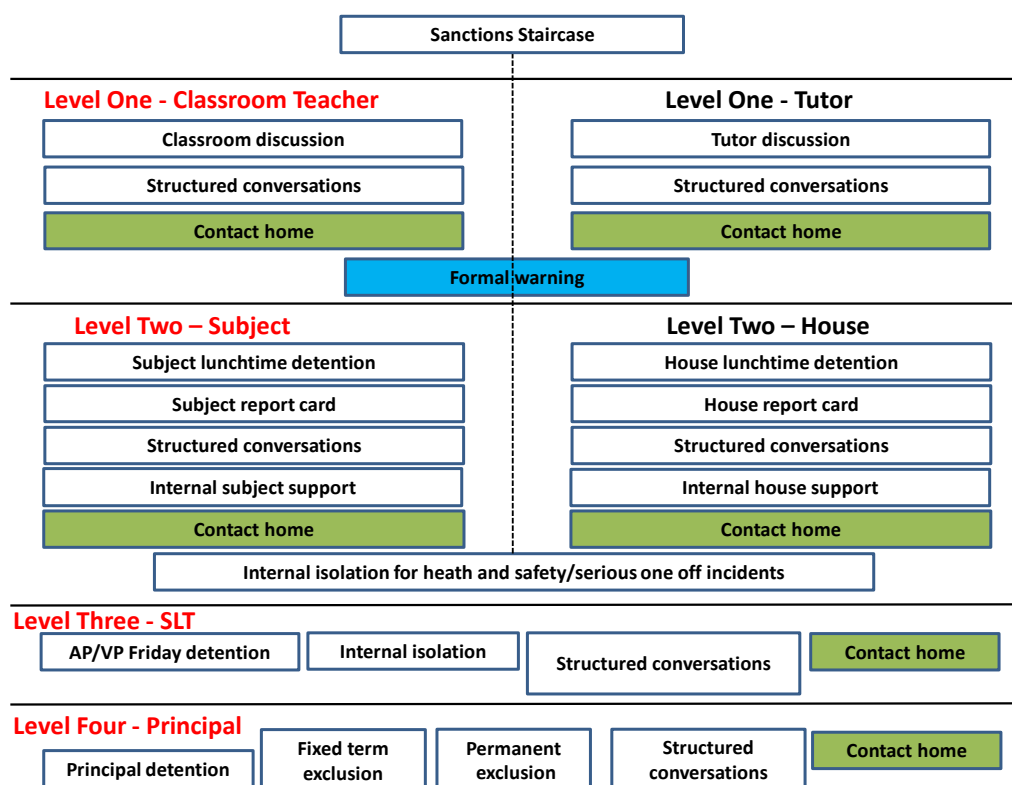 Sanctions Staircase
Level One - Classroom Teacher
Classroom discussion
Structured conversations
Contact home
Level One - Tutor
Tutor discussion
Structured conversations
Contact home
Formal warning
Level Two – Subject
Subject lunchtime detention
Subject report card
Structured conversations
Internal subject support
Contact home
Level Two – House
House lunchtime detention
House report card
Structured conversations
Internal house support
Contact home
Internal isolation for heath and safety/serious one off incidents
Level Three - SLT
AP/VP Friday detention
Internal isolation
Structured conversations
Contact home
Level Four - Principal
Principal detention
Fixed term
exclusion
Permanent
exclusion
Structured
conversations
Contact home